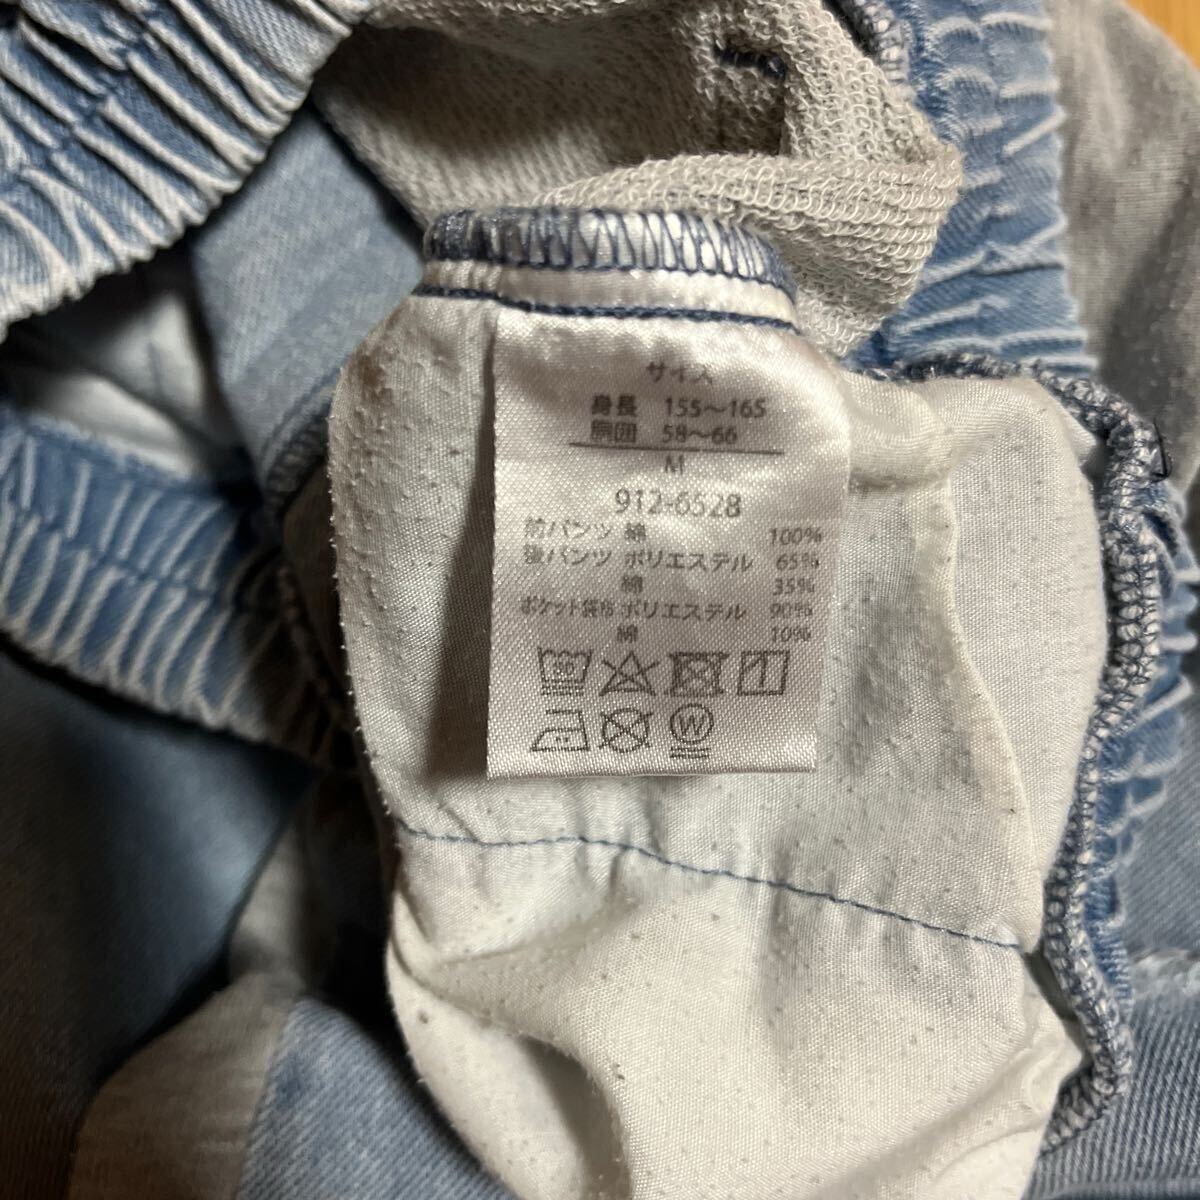 サイズ
身長 155～165
胴囲 58～66
M
912-6528
前パンツ 綿 100%
後パンツ ポリエステル 65%
綿 35%
ポケット袋布 ポリエステル 90%
綿 10%
W